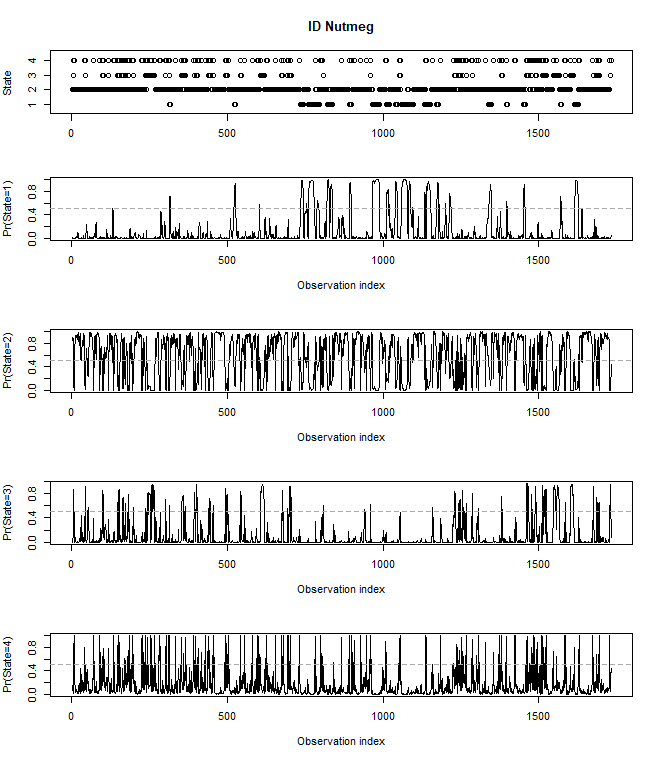 ID Nutmeg
State
4
3
2
1
0 500 1000 1500
Pr(State=1)
0.8
0.4
0.0
0 500 1000 1500
Observation index
Pr(State=2)
0.8
0.4
0.0
0 500 1000 1500
Observation index
Pr(State=3)
0.8
0.4
0.0
0 500 1000 1500
Observation index
Pr(State=4)
0.8
0.4
0.0
0 500 1000 1500
Observation index